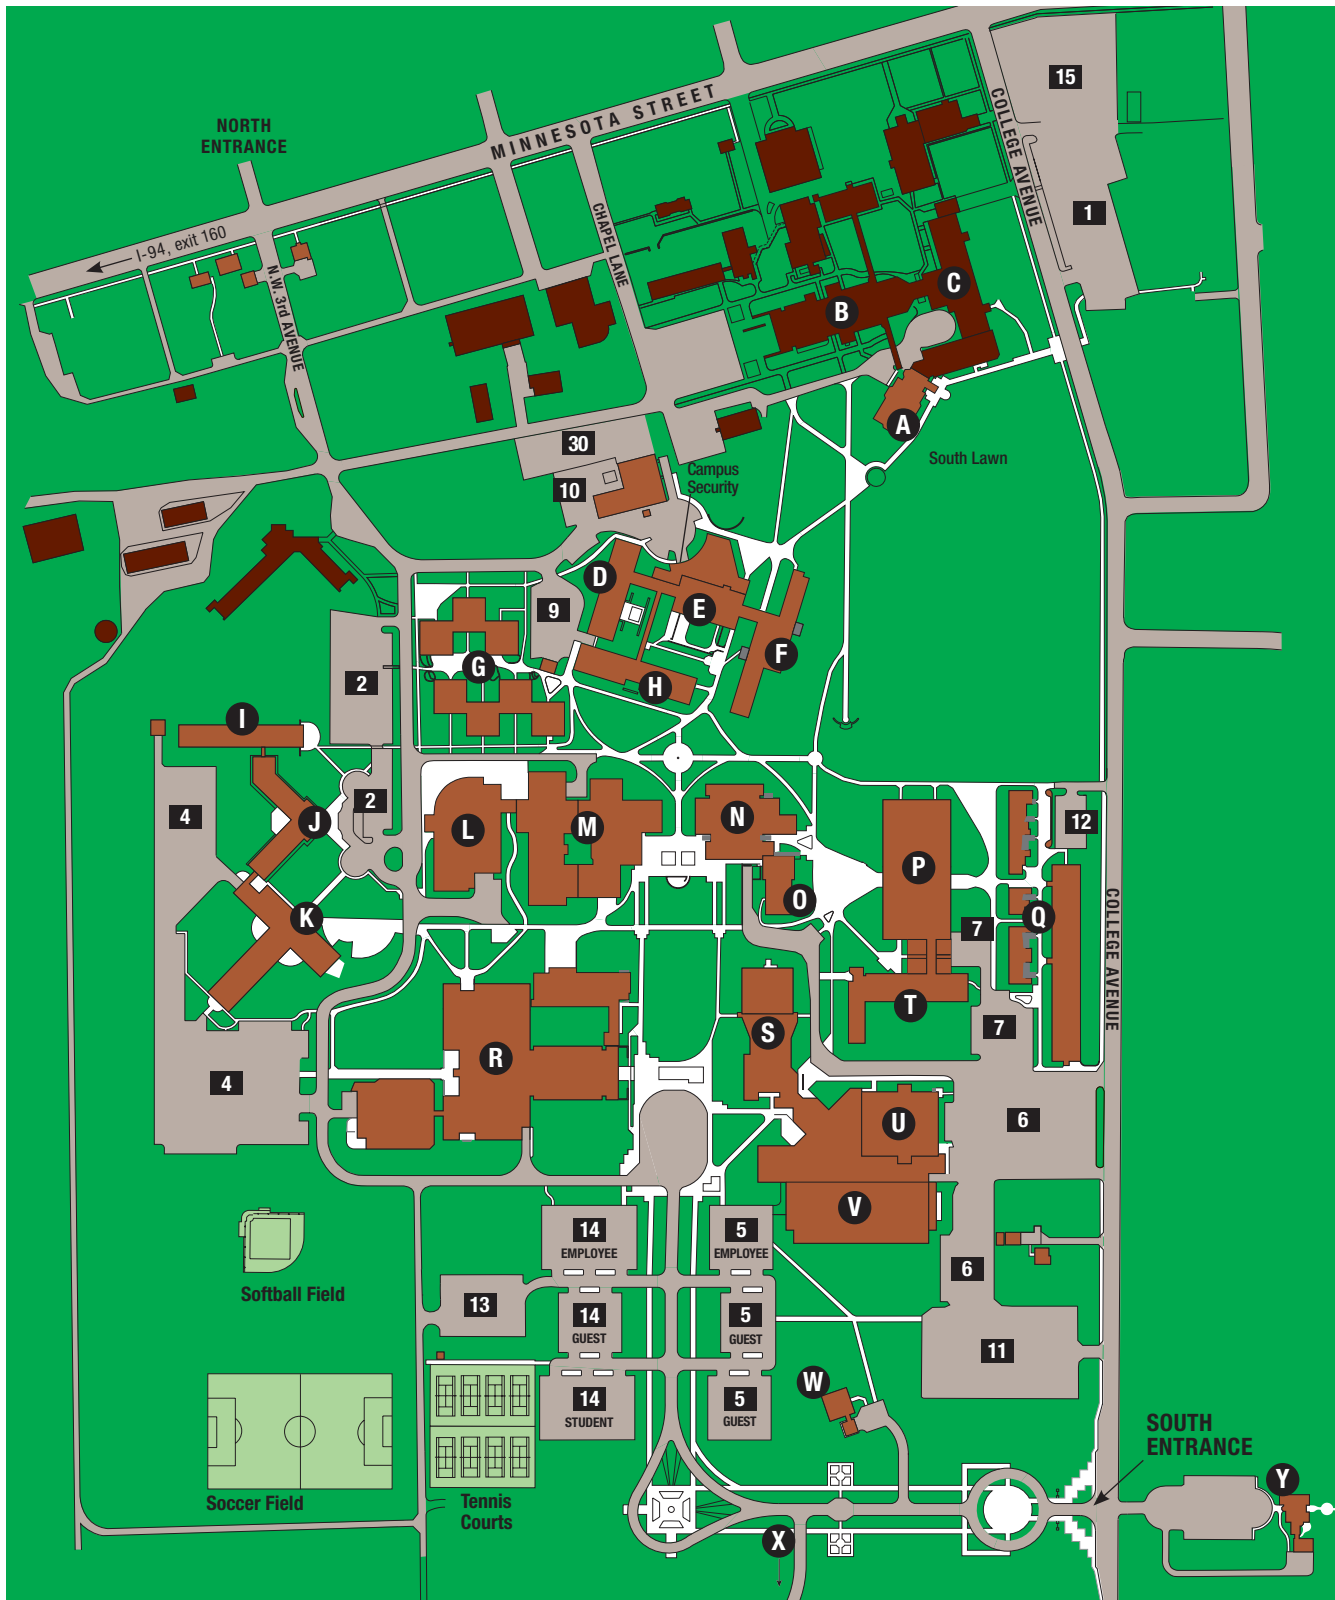 15
MINNESOTA STREET
COLLEGE AVENUE
NORTH
ENTRANCE
CHAPEL LANE
1
I-94, exit 160
N.W. 3rd AVENUE
C
B
A
30
South Lawn
Campus
Security
10
D
9
E
F
G
H
2
I
2
4
J
L
M
N
12
P
O
K
Q
7
COLLEGE AVENUE
T
7
S
R
4
6
U
V
14
EMPLOYEE
5
EMPLOYEE
6
Softball Field
13
14
GUEST
5
GUEST
11
W
14
STUDENT
5
GUEST
SOUTH
ENTRANCE
Y
Soccer Field
Tennis
Courts
X